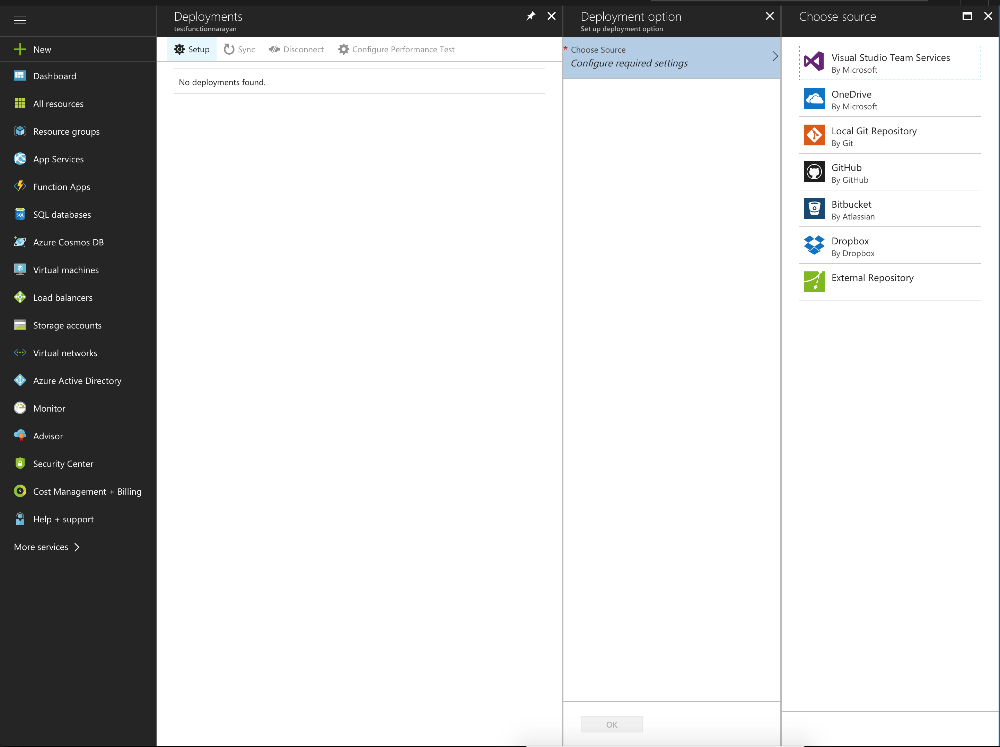 New
Dashboard
All resources
Resource groups
App Services
Function Apps
SQL
SQL databases
Azure Cosmos DB
Virtual machines
Load balancers
Storage accounts
Virtual networks
Azure Active Directory
Monitor
Advisor
Security Center
$
Cost Management + Billing
Help + support
More services
Deployments
testfunctionnarayan
Setup Sync Disconnect Configure Performance Test
No deployments found.
Deployment option
Set up deployment option
* Choose Source
Configure required settings
OK
Choose source
Visual Studio Team Services
By Microsoft
OneDrive
By Microsoft
Local Git Repository
By Git
GitHub
By GitHub
Bitbucket
By Atlassian
Dropbox
By Dropbox
External Repository